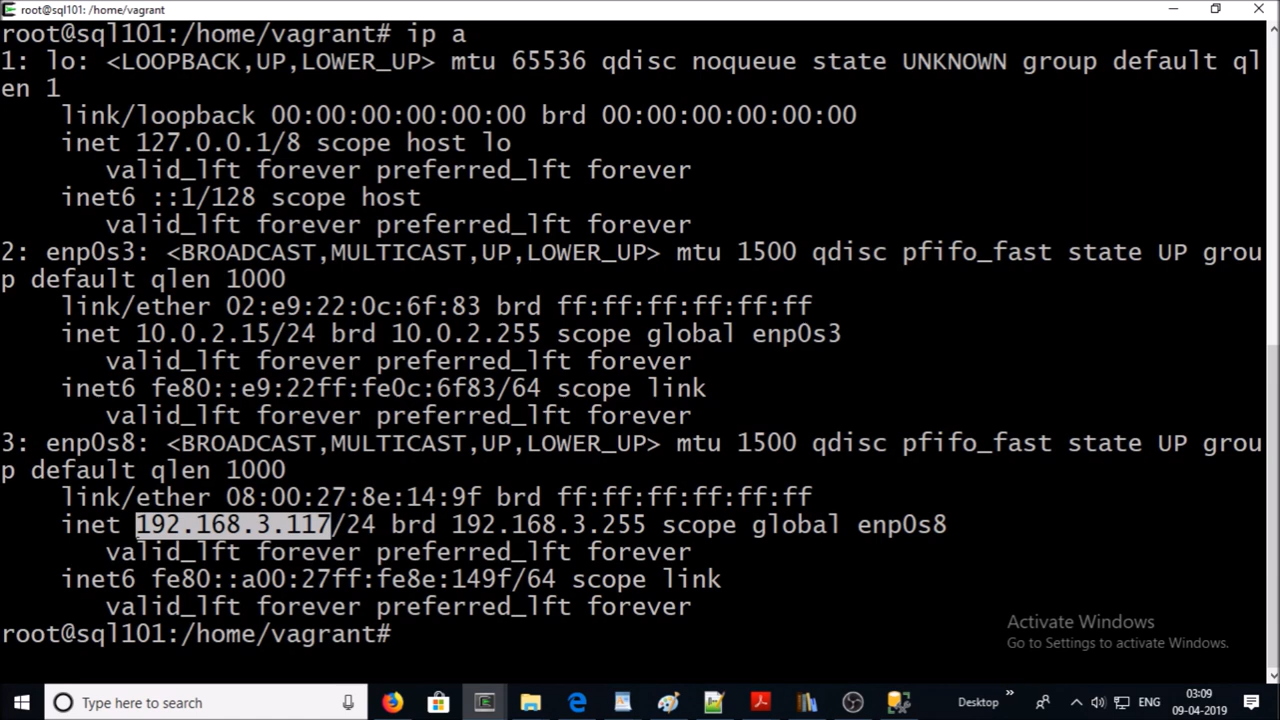 root@sql101: /home/vagrant
root@sql101:/home/vagrant# ip a
1: lo: <LOOPBACK,UP,LOWER_UP> mtu 65536 qdisc noqueue state UNKNOWN group default ql
en 1
link/loopback 00:00:00:00:00:00 brd 00:00:00:00:00:00
inet 127.0.0.1/8 scope host lo
valid_lft forever preferred_lft forever
inet6 ::1/128 scope host
valid_lft forever preferred_lft forever
2: enp0s3: <BROADCAST,MULTICAST,UP,LOWER_UP> mtu 1500 qdisc pfifo_fast state UP grou
p default qlen 1000
link/ether 02:e9:22:0c:6f:83 brd ff:ff:ff:ff:ff:ff
inet 10.0.2.15/24 brd 10.0.2.255 scope global enp0s3
valid_lft forever preferred_lft forever
inet6 fe80::e9:22ff:fe0c:6f83/64 scope link
valid_lft forever preferred_lft forever
3: enp0s8: <BROADCAST,MULTICAST,UP,LOWER_UP> mtu 1500 qdisc pfifo_fast state UP grou
p default qlen 1000
link/ether 08:00:27:8e:14:9f brd ff:ff:ff:ff:ff:ff
inet 192.168.3.117/24 brd 192.168.3.255 scope global enp0s8
valid_lft forever preferred_lft forever
inet6 fe80::a00:27ff:fe8e:149f/64 scope link
valid_lft forever preferred_lft forever
root@sql101:/home/vagrant#
Activate Windows
Go to Settings to activate Windows.
Type here to search
Desktop
ENG
03:09
09-04-2019